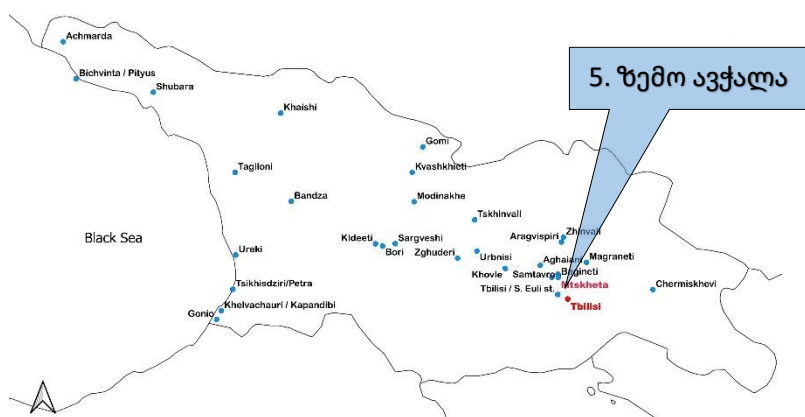 Achmarda
5. ზემო ავჭალა
Bichvinta / Pityus
Shubara
Khaishi
Gomi
Tagiloni
Kvashkhieti
Bandza
Modinakhe
Tskhinvali
Black Sea
Zhinvali
Aragvispiri
Kldeeti
Sargveshi
Bori
Ureki
Zghuderi
Urbnisi
Aghaiani
Magraneti
Khovle
Samtavro
Bagineti
Mtskheta
Tsikhisdziri/Petra
Tbilisi / S. Euli st.
Chermiskhevi
Tbilisi
Khelvachauri / Kapandibi
Gonio